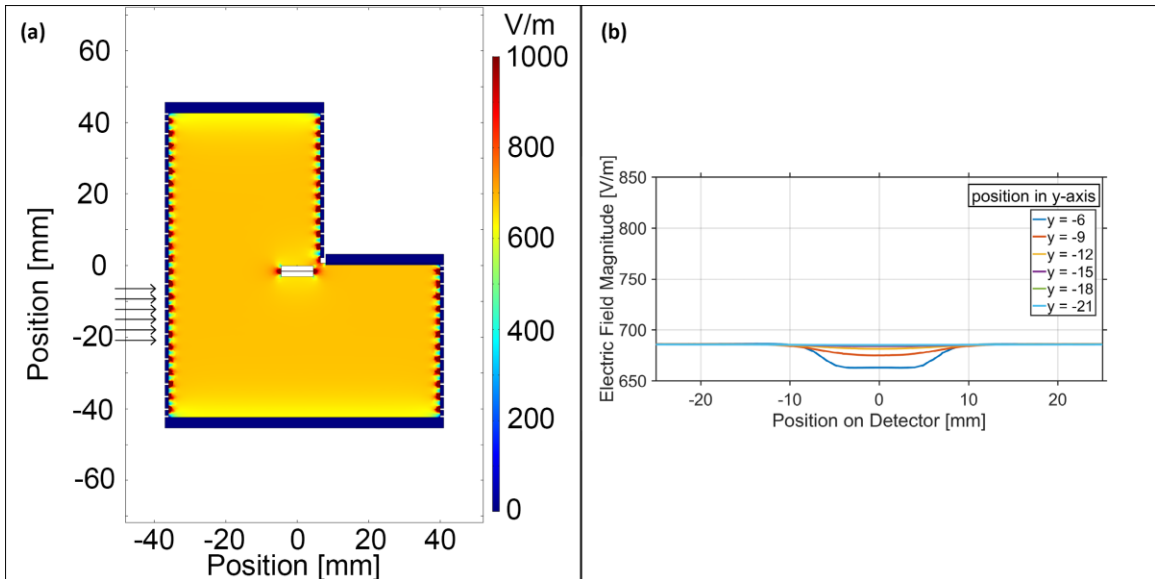 (a)
V/m
1000
800
600
400
200
0
60
40
20
0
-20
-40
-60
Position [mm]
-40
-20
0
20
40
Position [mm]
(b)
850
800
750
700
650
Electric Field Magnitude [V/m]
position in y-axis
y = -6
y = -9
y = -12
y = -15
y = -18
y = -21
-20
-10
0
10
20
Position on Detector [mm]